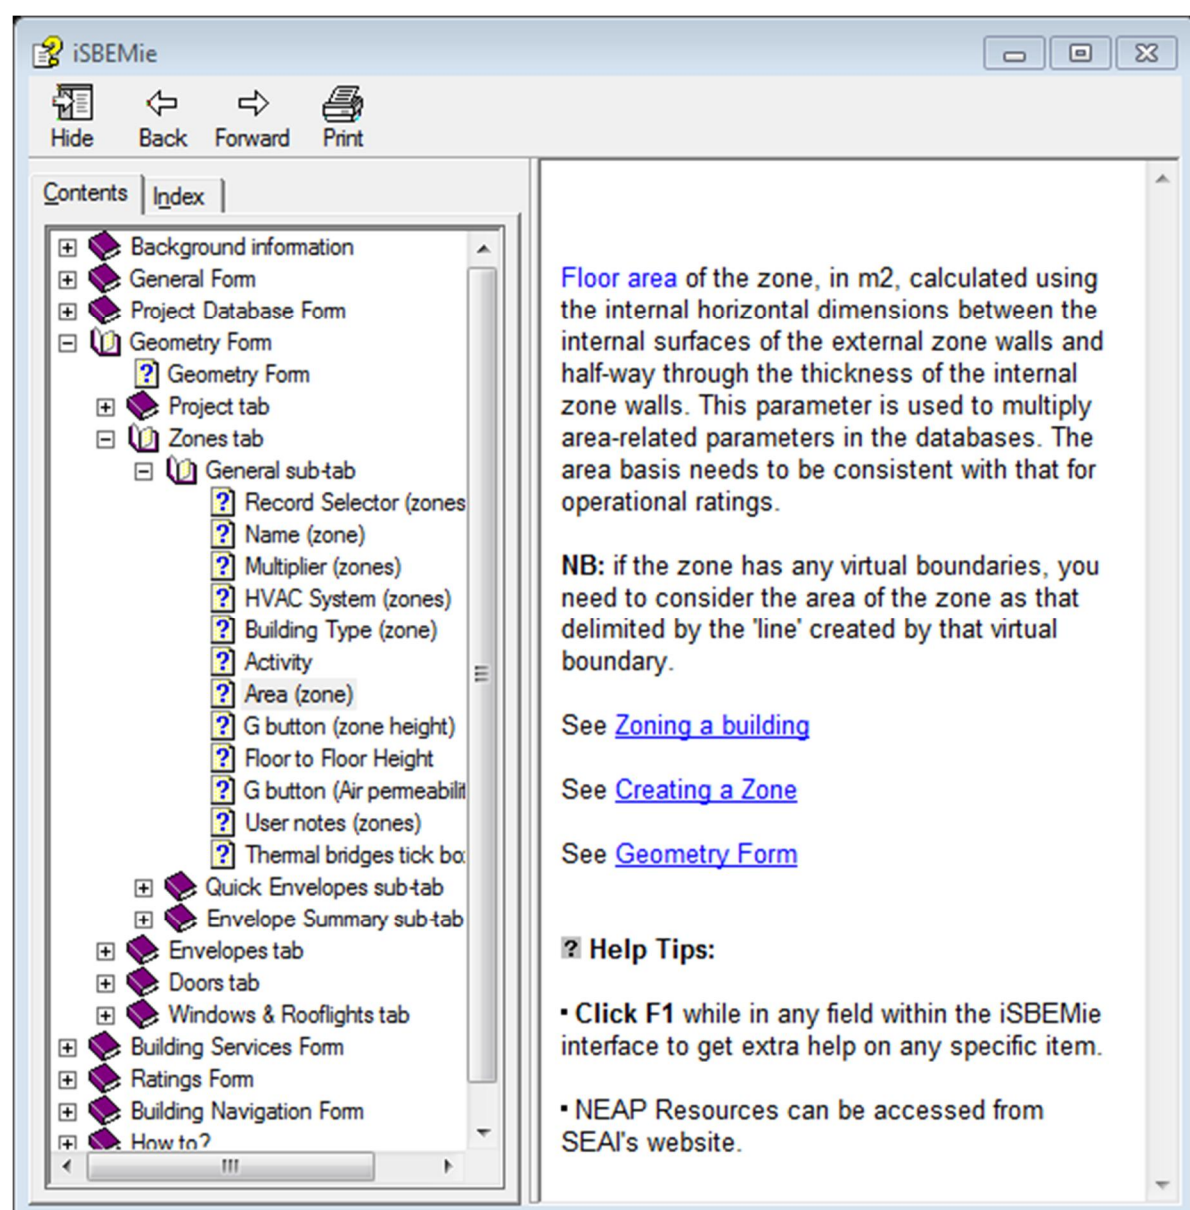 iSBEMie
Hide Back Forward Print
Contents Index
Background information
General Form
Project Database Form
Geometry Form
Geometry Form
Project tab
Zones tab
General sub-tab
Record Selector (zones
Name (zone)
Multiplier (zones)
HVAC System (zones)
Building Type (zone)
Activity
Area (zone)
G button (zone height)
Floor to Floor Height
G button (Air permeabilit
User notes (zones)
Thermal bridges tick bo
Quick Envelopes sub-tab
Envelope Summary sub-tab
Envelopes tab
Doors tab
Windows & Rooflights tab
Building Services Form
Ratings Form
Building Navigation Form
How to?
Floor area of the zone, in m2, calculated using
the internal horizontal dimensions between the
internal surfaces of the external zone walls and
half-way through the thickness of the internal
zone walls. This parameter is used to multiply
area-related parameters in the databases. The
area basis needs to be consistent with that for
operational ratings.
NB: if the zone has any virtual boundaries, you
need to consider the area of the zone as that
delimited by the 'line' created by that virtual
boundary.
See Zoning a building
See Creating a Zone
See Geometry Form
? Help Tips:
▪ Click F1 while in any field within the iSBEMie
interface to get extra help on any specific item.
▪ NEAP Resources can be accessed from
SEAI's website.